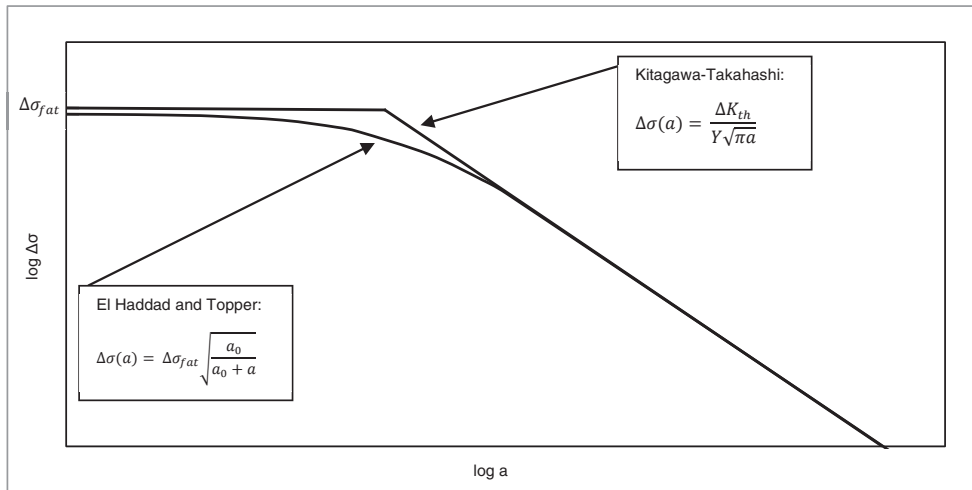 Kitagawa-Takahashi:
Δσ(a) = ΔK_th / Y√πa
Δσ_fat
log Δσ
El Haddad and Topper:
Δσ(a) = Δσ_fat √(a_0 / a_0 + a)
log a